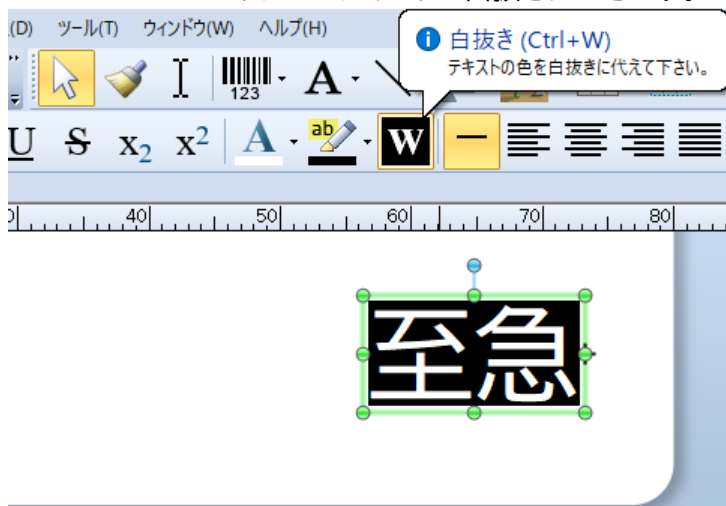 (D) ツール(T) ウィンドウ(W) ヘルプ(H)
白抜き (Ctrl+W)
テキストの色を白抜きに代えて下さい。
123 A
U S x₂ x² A ab W
40 50 60 70 80
至急